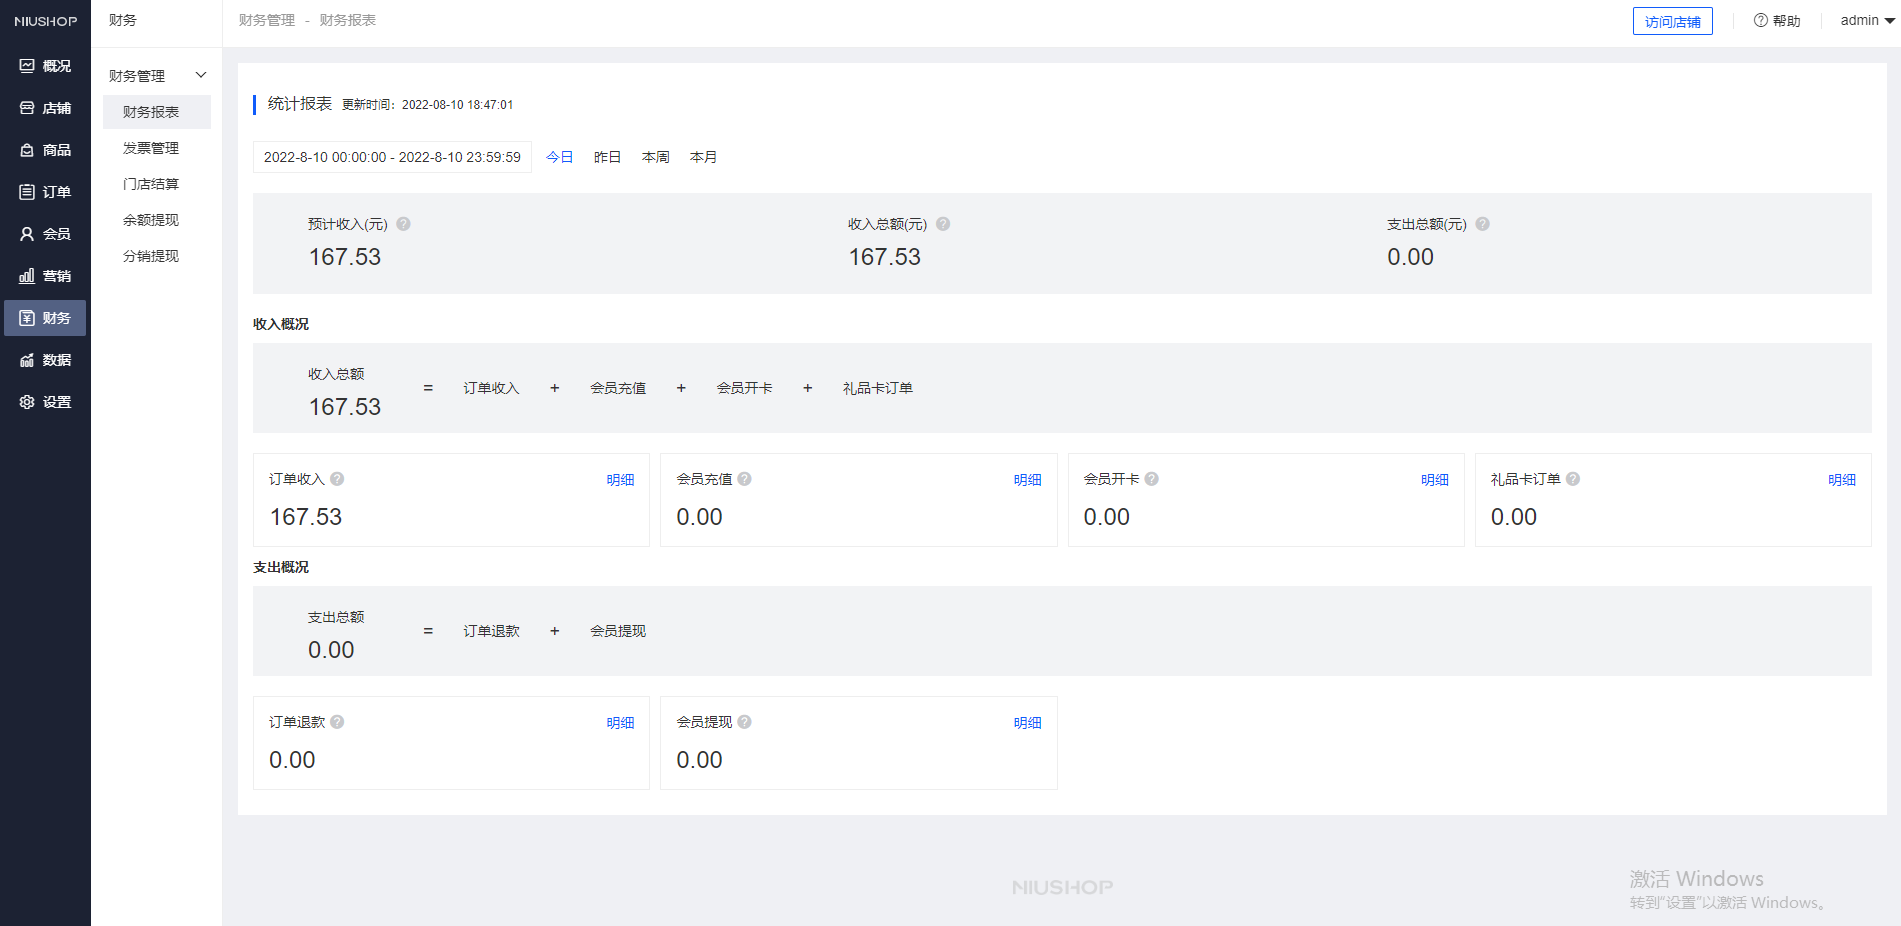 NIUSHOP
概况
店铺
商品
订单
会员
营销
财务
数据
设置
财务
财务管理
财务报表
发票管理
门店结算
余额提现
分销提现
财务管理 - 财务报表
访问店铺
帮助
admin
统计报表 更新时间：2022-08-10 18:47:01
2022-8-10 00:00:00 - 2022-8-10 23:59:59 今日 昨日 本周 本月
预计收入(元) ?
167.53
收入总额(元) ?
167.53
支出总额(元) ?
0.00
收入概况
收入总额
167.53
= 订单收入 + 会员充值 + 会员开卡 + 礼品卡订单
订单收入 ? 明细
167.53
会员充值 ? 明细
0.00
会员开卡 ? 明细
0.00
礼品卡订单 ? 明细
0.00
支出概况
支出总额
0.00
= 订单退款 + 会员提现
订单退款 ? 明细
0.00
会员提现 ? 明细
0.00
NIUSHOP
激活 Windows
转到"设置"以激活 Windows。